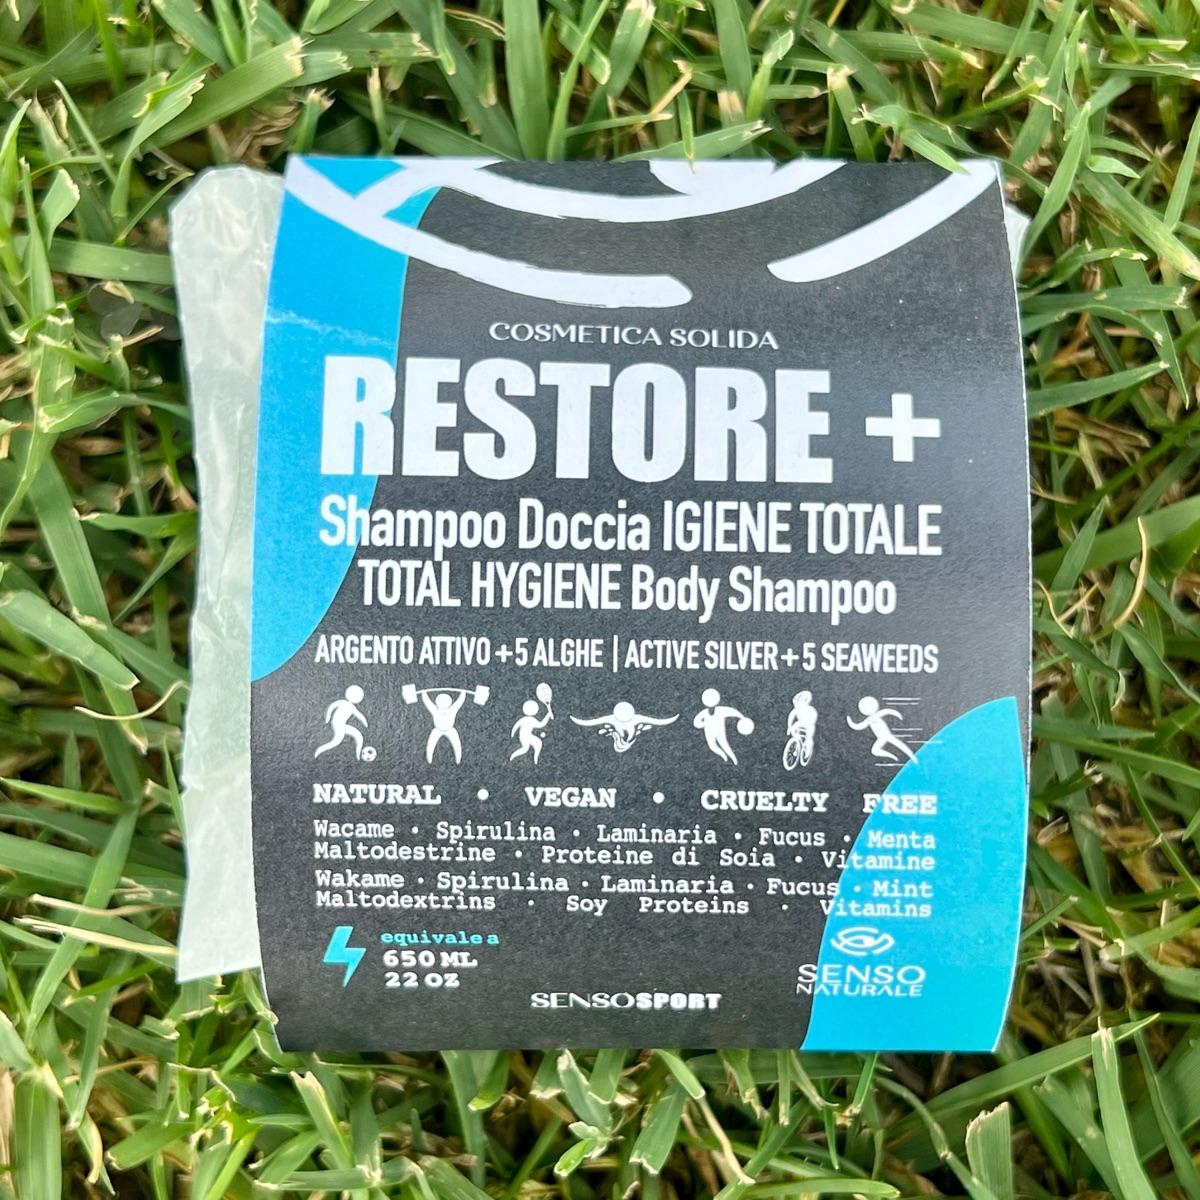 COSMETICA SOLIDA
RESTORE +
Shampoo Doccia IGIENE TOTALE
TOTAL HYGIENE Body Shampoo
ARGENTO ATTIVO +5 ALGHE | ACTIVE SILVER + 5 SEAWEEDS
NATURAL • VEGAN • CRUELTY FREE
Wacame · Spirulina · Laminaria · Fucus · Menta
Maltodestrine · Proteine di Soia · Vitamine
Wakame · Spirulina · Laminaria · Fucus · Mint
Maltodextrins · Soy Proteins · Vitamins
equivale a
650 ML
22 OZ
SENSOSPORT
SENSO
NATURALE